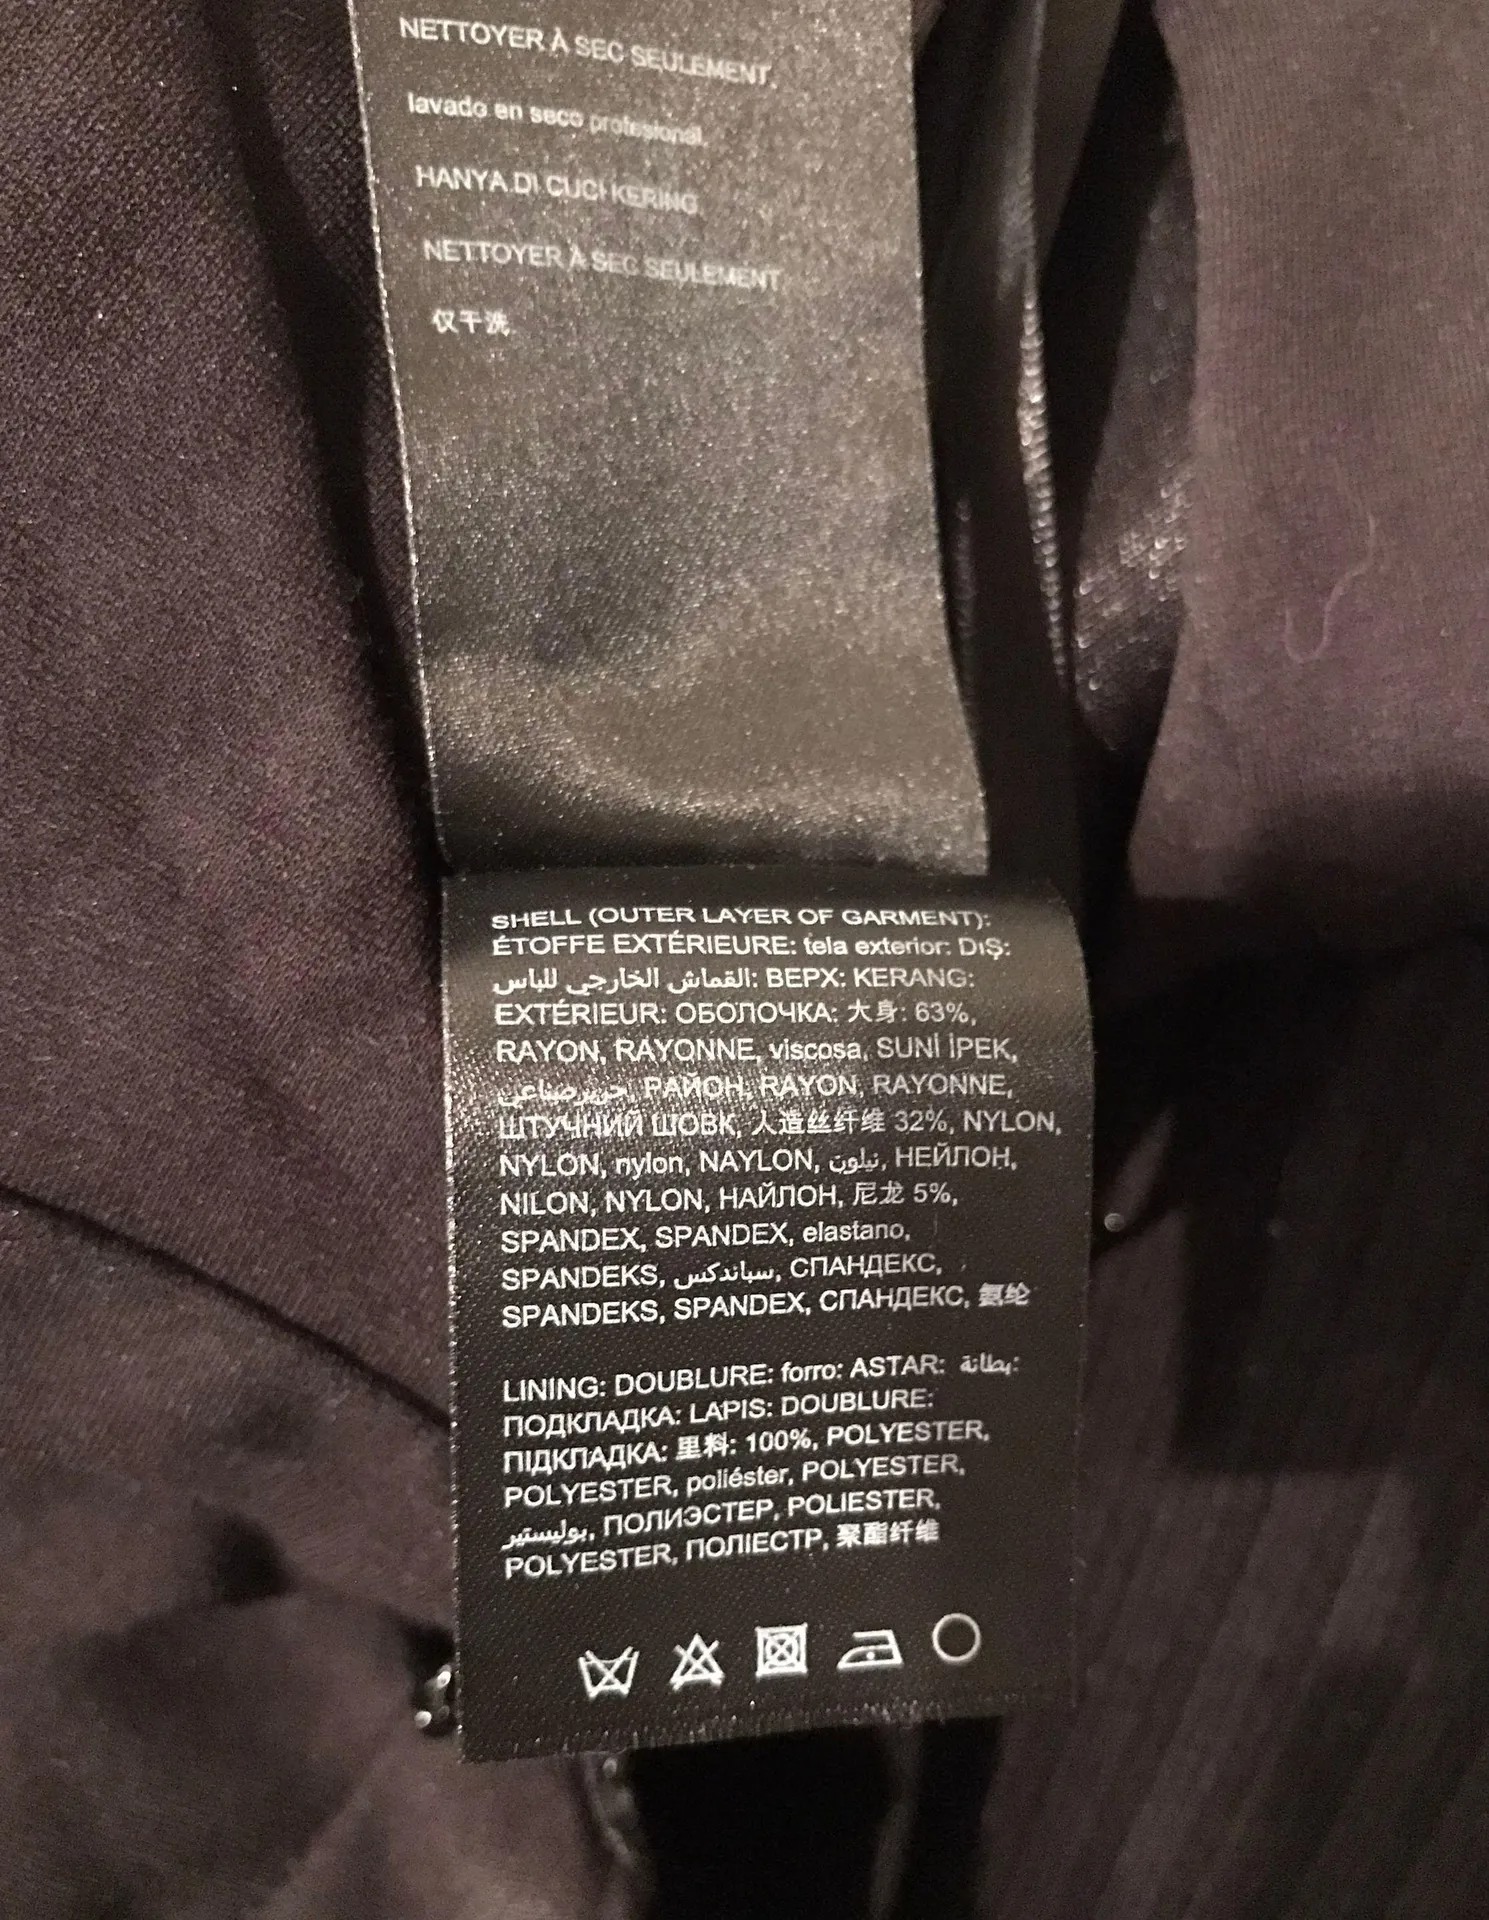 NETTOYER À SEC SEULEMENT
lavado en seco profesional
HANYA DI CUCI KERING
NETTOYER À SEC SEULEMENT
仅干洗
SHELL (OUTER LAYER OF GARMENT):
ÉTOFFE EXTÉRIEURE: tela exterior: DIŞ:
القماش الخارجي للباس: ВЕРХ: KERANG:
EXTÉRIEUR: ОБОЛОЧКА: 大身: 63%,
RAYON, RAYONNE, viscosa, SUNİ İPEK,
حرير صناعي, РАЙОН, RAYON, RAYONNE,
ШТУЧНИЙ ШОВК, 人造丝纤维 32%, NYLON,
NYLON, nylon, NAYLON, نيلون, НЕЙЛОН,
NILON, NYLON, НАЙЛОН, 尼龙 5%,
SPANDEX, SPANDEX, elastano,
SPANDEKS, سباندكس, СПАНДЕКС,
SPANDEKS, SPANDEX, СПАНДЕКС, 氨纶
LINING: DOUBLURE: forro: ASTAR: بطانة:
ПОДКЛАДКА: LAPIS: DOUBLURE:
ПІДКЛАДКА: 里料: 100%, POLYESTER,
POLYESTER, poliéster, POLYESTER,
بوليستير, ПОЛИЭСТЕР, POLIESTER,
POLYESTER, ПОЛІЕСТР, 聚酯纤维